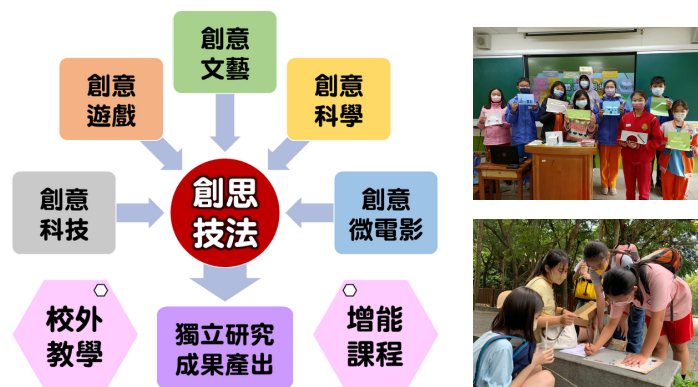 創意
文藝
創意
遊戲
創意
科學
創意
科技
創思
技法
創意
微電影
校外
教學
獨立研究
成果產出
增能
課程